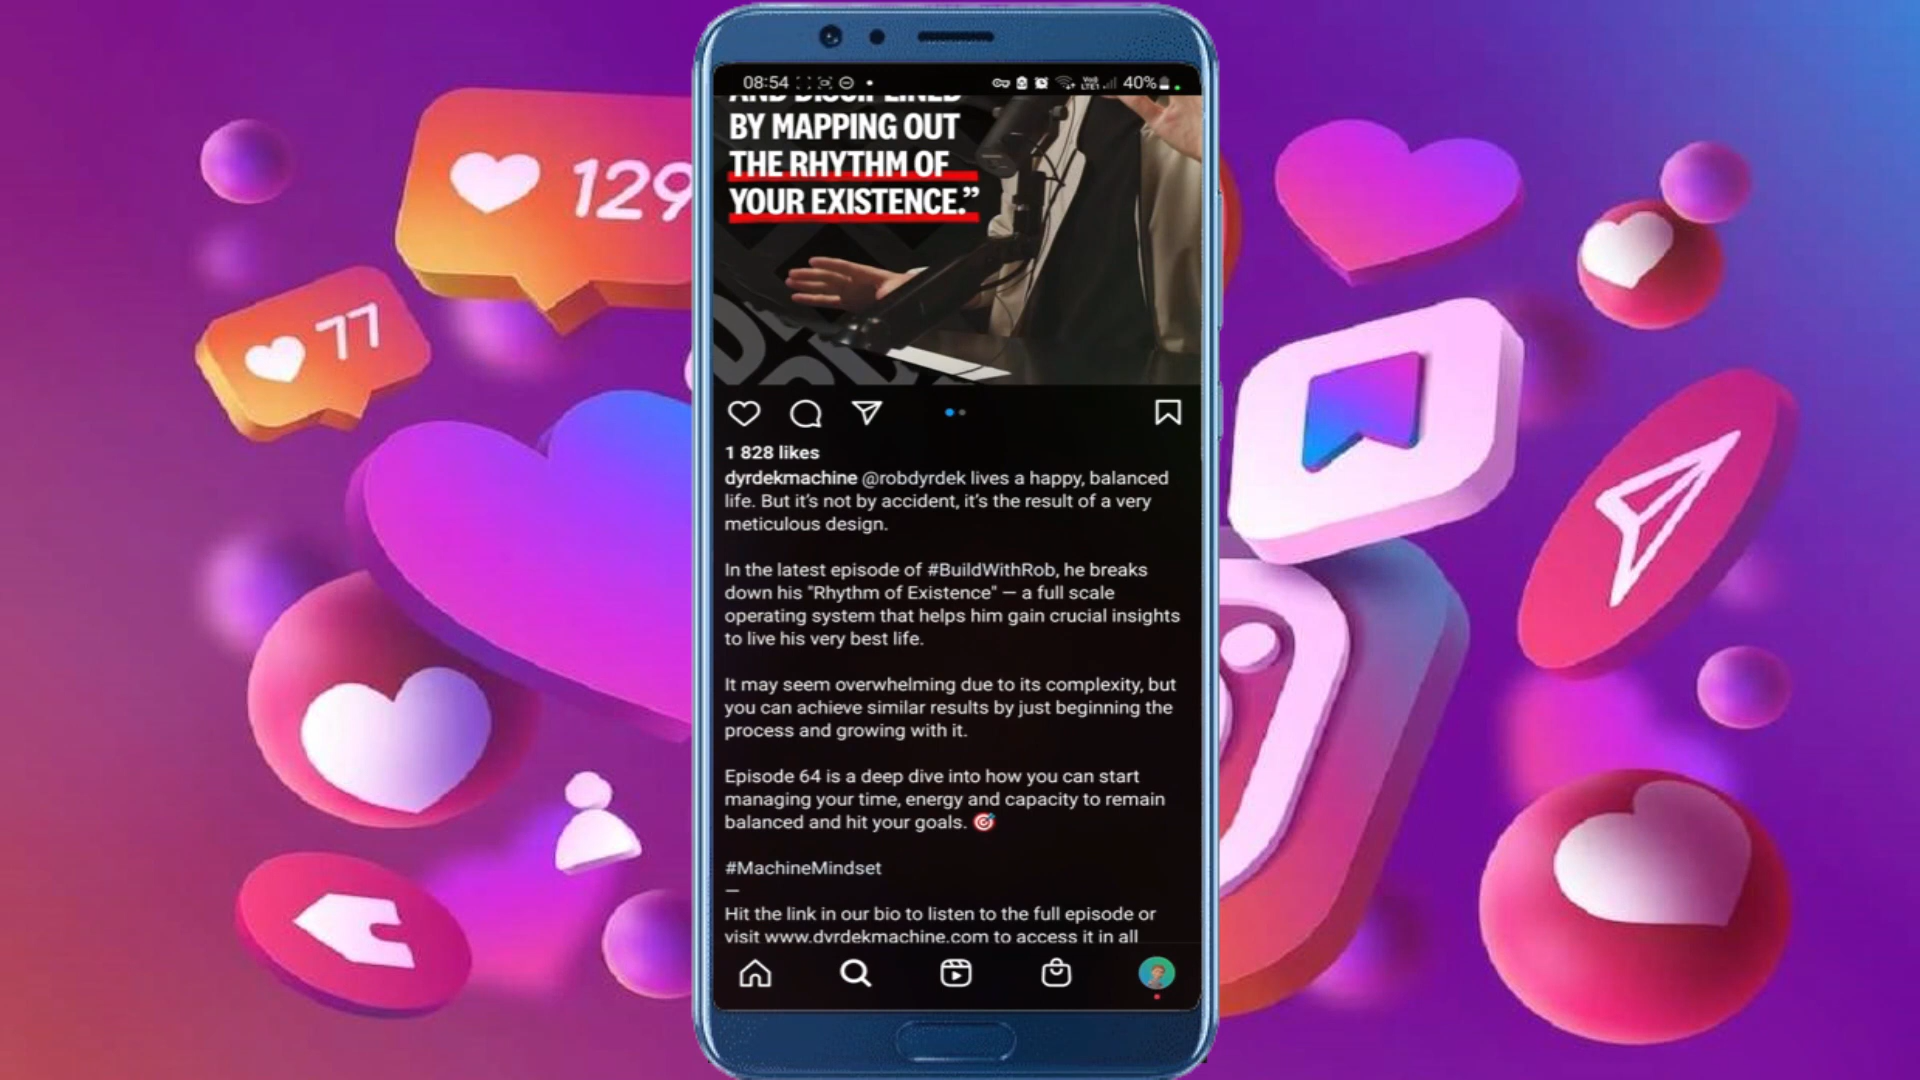 129
77
08:54
VoB
LTE1
40%
AND DISCIPLINED
BY MAPPING OUT
THE RHYTHM OF
YOUR EXISTENCE.”
1 828 likes
dyrdekmachine @robdyrdek lives a happy, balanced
life. But it’s not by accident, it’s the result of a very
meticulous design.
In the latest episode of #BuildWithRob, he breaks
down his "Rhythm of Existence" — a full scale
operating system that helps him gain crucial insights
to live his very best life.
It may seem overwhelming due to its complexity, but
you can achieve similar results by just beginning the
process and growing with it.
Episode 64 is a deep dive into how you can start
managing your time, energy and capacity to remain
balanced and hit your goals. 🎯
#MachineMindset
—
Hit the link in our bio to listen to the full episode or
visit www.dyrdekmachine.com to access it in all